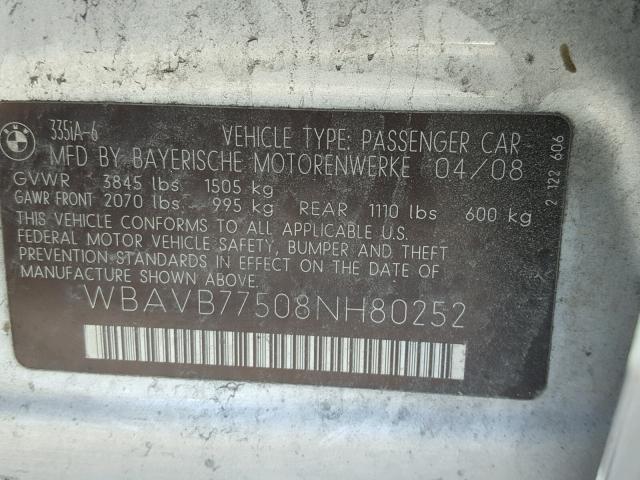 BMW
335iA-6 VEHICLE TYPE: PASSENGER CAR
MFD BY BAYERISCHE MOTORENWERKE 04/08
GVWR 3845 lbs. 1505 kg
GAWR FRONT 2070 lbs. 995 kg REAR 1110 lbs 600 kg
THIS VEHICLE CONFORMS TO ALL APPLICABLE U.S.
FEDERAL MOTOR VEHICLE SAFETY, BUMPER AND THEFT
PREVENTION STANDARDS IN EFFECT ON THE DATE OF
MANUFACTURE SHOWN ABOVE.
WBAVB77508NH80252
2 122 606